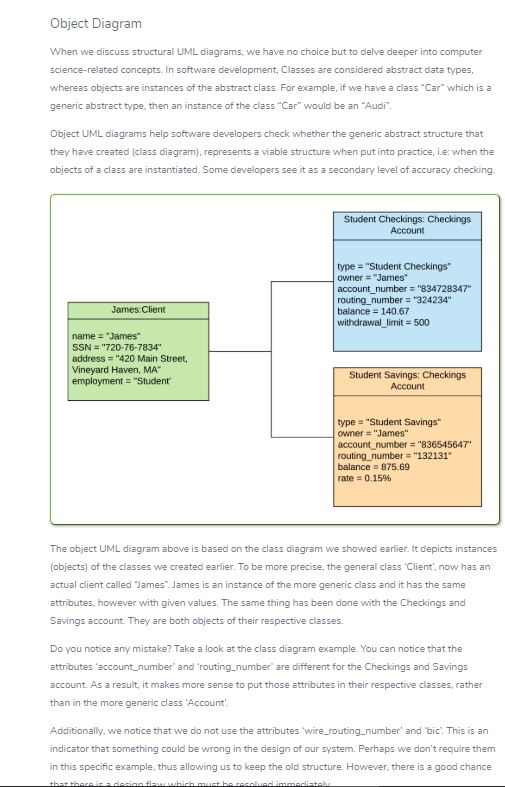 Object Diagram
When we discuss structural UML diagrams, we have no choice but to delve deeper into computer
science-related concepts. In software development, Classes are considered abstract data types,
whereas objects are instances of the abstract class. For example, if we have a class “Car” which is a
generic abstract type, then an instance of the class “Car” would be an “Audi”.
Object UML diagrams help software developers check whether the generic abstract structure that
they have created (class diagram), represents a viable structure when put into practice, i.e: when the
objects of a class are instantiated. Some developers see it as a secondary level of accuracy checking.
James:Client
name = "James"
SSN = "720-76-7834"
address = "420 Main Street,
Vineyard Haven, MA"
employment = "Student'
Student Checkings: Checkings
Account
type = "Student Checkings"
owner = "James"
account_number = "834728347"
routing_number = "324234"
balance = 140.67
withdrawal_limit = 500
Student Savings: Checkings
Account
type = "Student Savings"
owner = "James"
account_number = "836545647"
routing_number = "132131"
balance = 875.69
rate = 0.15%
The object UML diagram above is based on the class diagram we showed earlier. It depicts instances
(objects) of the classes we created earlier. To be more precise, the general class ‘Client’, now has an
actual client called “James”. James is an instance of the more generic class and it has the same
attributes, however with given values. The same thing has been done with the Checkings and
Savings account. They are both objects of their respective classes.
Do you notice any mistake? Take a look at the class diagram example. You can notice that the
attributes ‘account_number’ and ‘routing_number’ are different for the Checkings and Savings
account. As a result, it makes more sense to put those attributes in their respective classes, rather
than in the more generic class ‘Account’.
Additionally, we notice that we do not use the attributes ‘wire_routing_number’ and ‘bic’. This is an
indicator that something could be wrong in the design of our system. Perhaps we don’t require them
in this specific example, thus allowing us to keep the old structure. However, there is a good chance
that there is a design flaw which must be resolved immediately.